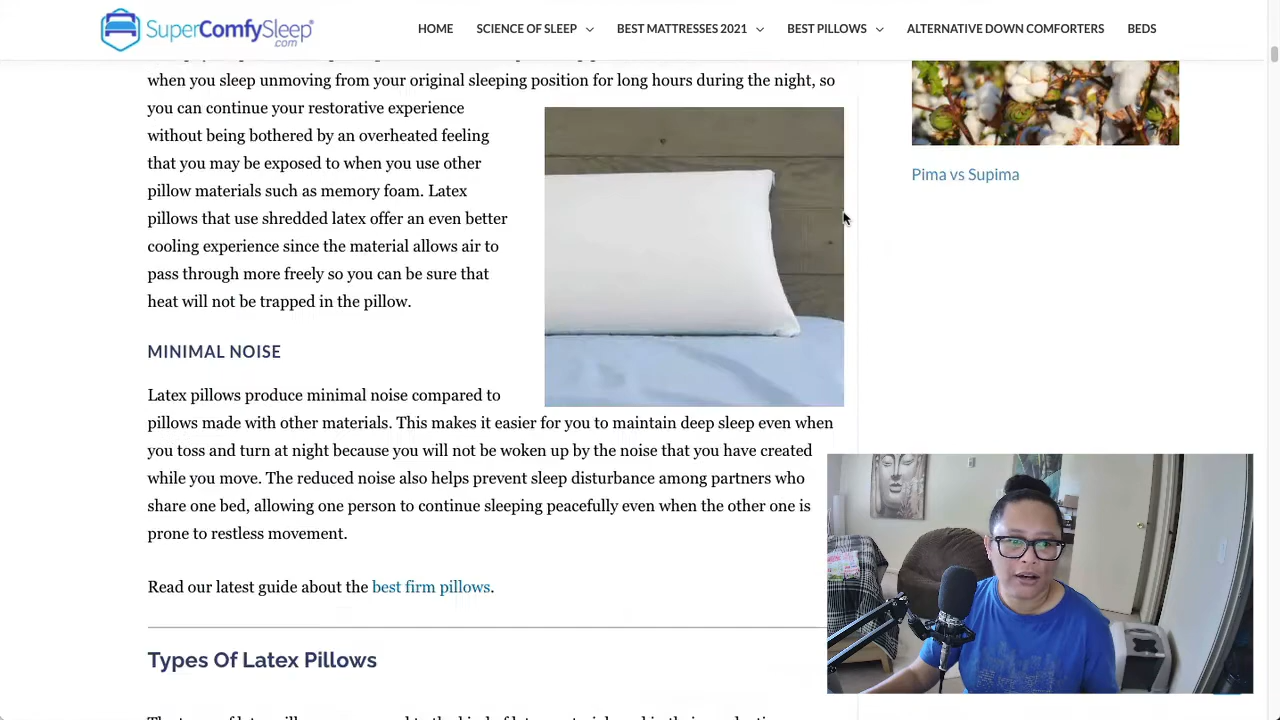 SuperComfySleep
.com
HOME SCIENCE OF SLEEP BEST MATTRESSES 2021 BEST PILLOWS ALTERNATIVE DOWN COMFORTERS BEDS
when you sleep unmoving from your original sleeping position for long hours during the night, so
you can continue your restorative experience
without being bothered by an overheated feeling
that you may be exposed to when you use other
pillow materials such as memory foam. Latex
pillows that use shredded latex offer an even better
cooling experience since the material allows air to
pass through more freely so you can be sure that
heat will not be trapped in the pillow.
MINIMAL NOISE
Latex pillows produce minimal noise compared to
pillows made with other materials. This makes it easier for you to maintain deep sleep even when
you toss and turn at night because you will not be woken up by the noise that you have created
while you move. The reduced noise also helps prevent sleep disturbance among partners who
share one bed, allowing one person to continue sleeping peacefully even when the other one is
prone to restless movement.
Read our latest guide about the best firm pillows.
Types Of Latex Pillows
Pima vs Supima